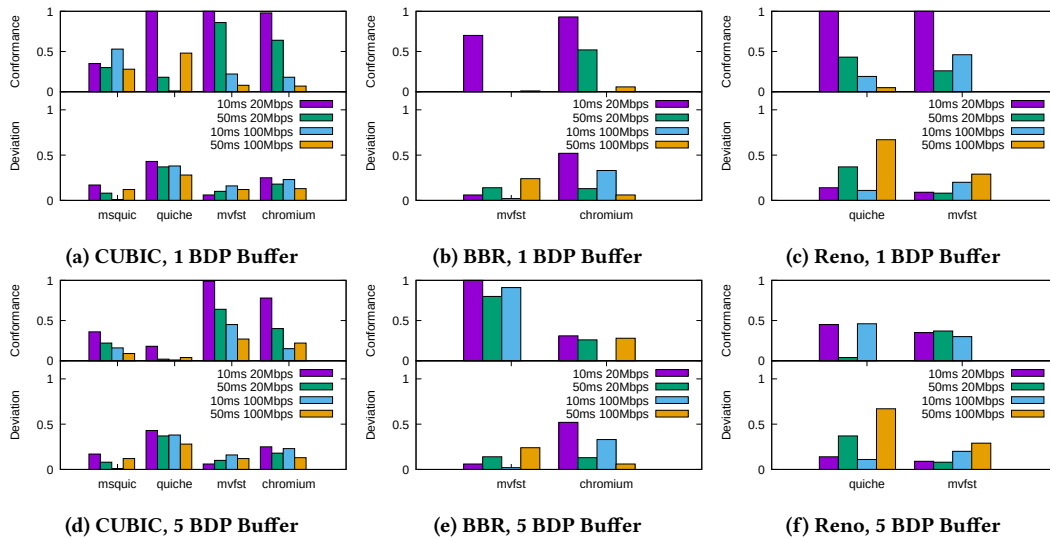 Conformance
1
0.5
0
Deviation
1
0.5
0
10ms 20Mbps
50ms 20Mbps
10ms 100Mbps
50ms 100Mbps
msquic quiche mvfst chromium
(a) CUBIC, 1 BDP Buffer
Conformance
1
0.5
0
Deviation
1
0.5
0
10ms 20Mbps
50ms 20Mbps
10ms 100Mbps
50ms 100Mbps
mvfst chromium
(b) BBR, 1 BDP Buffer
Conformance
1
0.5
0
Deviation
1
0.5
0
10ms 20Mbps
50ms 20Mbps
10ms 100Mbps
50ms 100Mbps
quiche mvfst
(c) Reno, 1 BDP Buffer
Conformance
1
0.5
0
Deviation
1
0.5
0
10ms 20Mbps
50ms 20Mbps
10ms 100Mbps
50ms 100Mbps
msquic quiche mvfst chromium
(d) CUBIC, 5 BDP Buffer
Conformance
1
0.5
0
Deviation
1
0.5
0
10ms 20Mbps
50ms 20Mbps
10ms 100Mbps
50ms 100Mbps
mvfst chromium
(e) BBR, 5 BDP Buffer
Conformance
1
0.5
0
Deviation
1
0.5
0
10ms 20Mbps
50ms 20Mbps
10ms 100Mbps
50ms 100Mbps
quiche mvfst
(f) Reno, 5 BDP Buffer